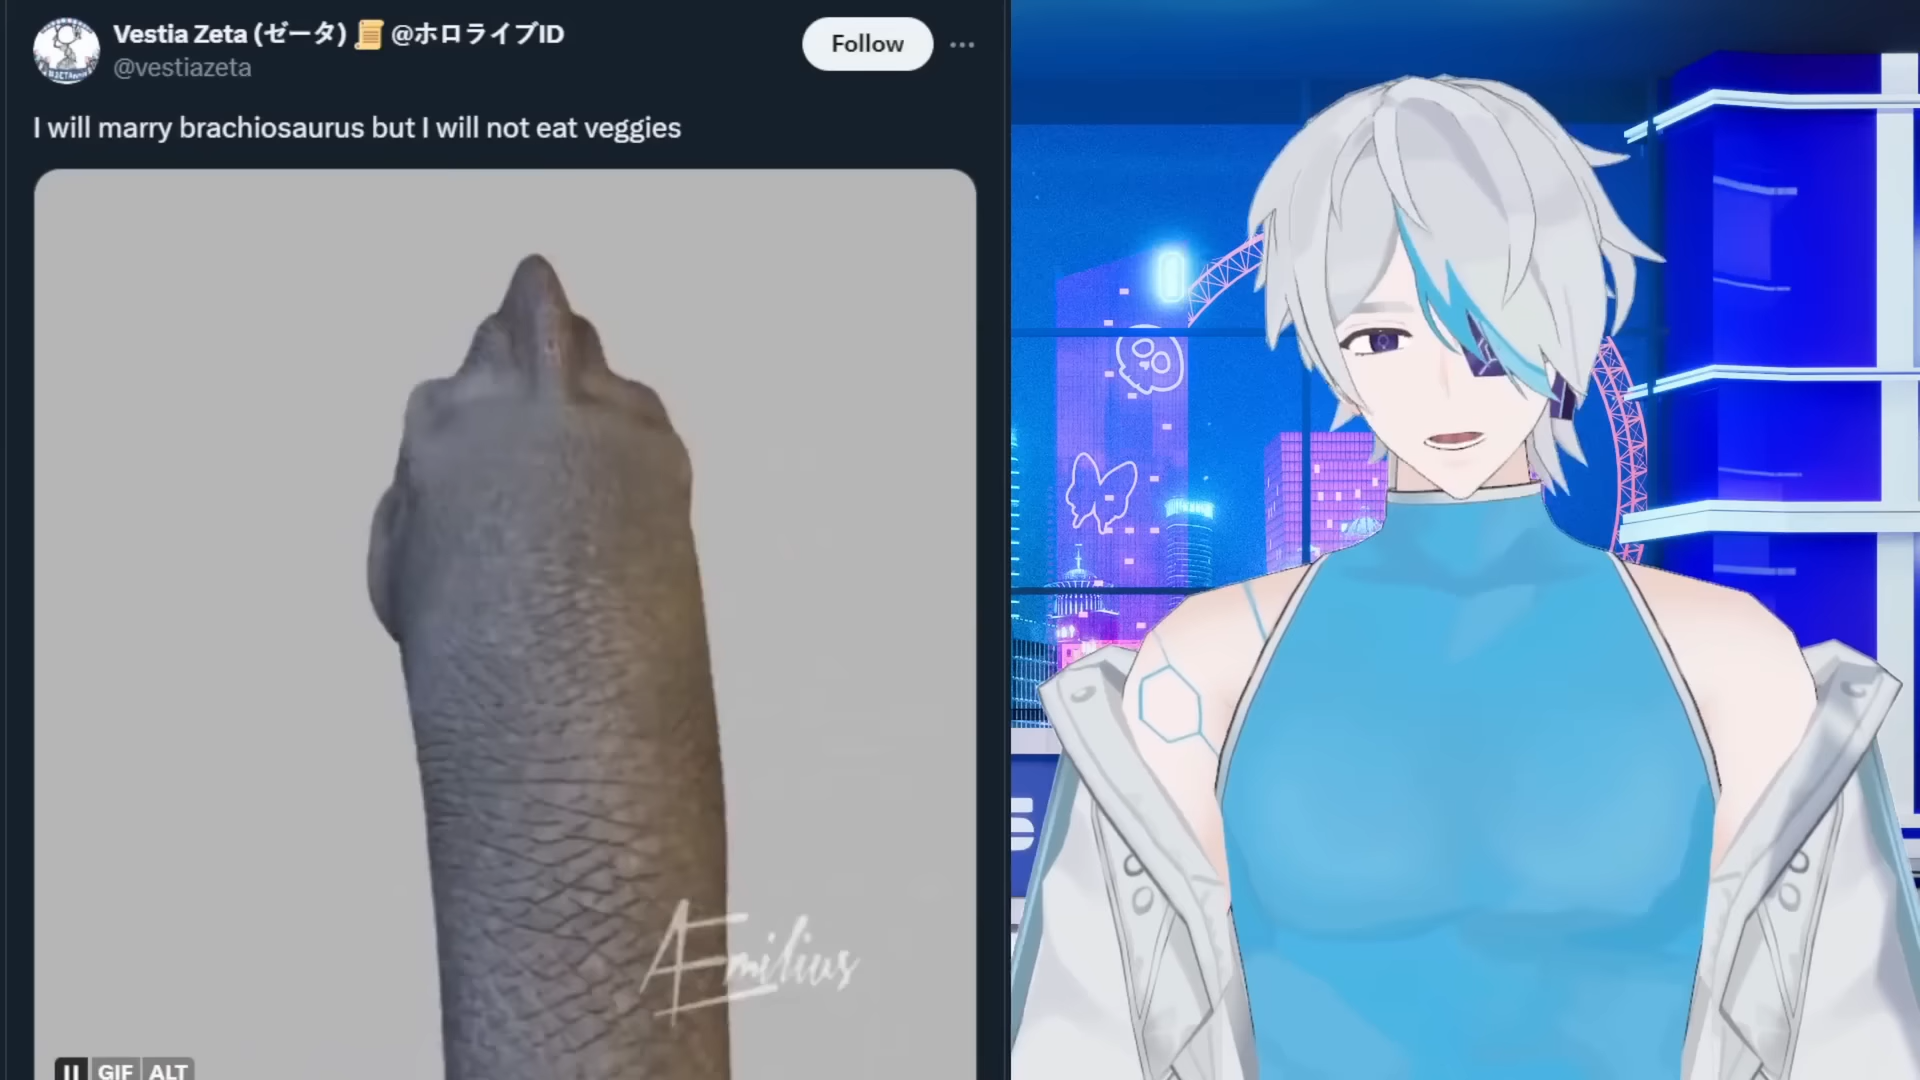 Vestia Zeta (ゼータ) 📜 @ホロライブID
@vestiazeta
Follow
I will marry brachiosaurus but I will not eat veggies
Æmilius
GIF
ALT